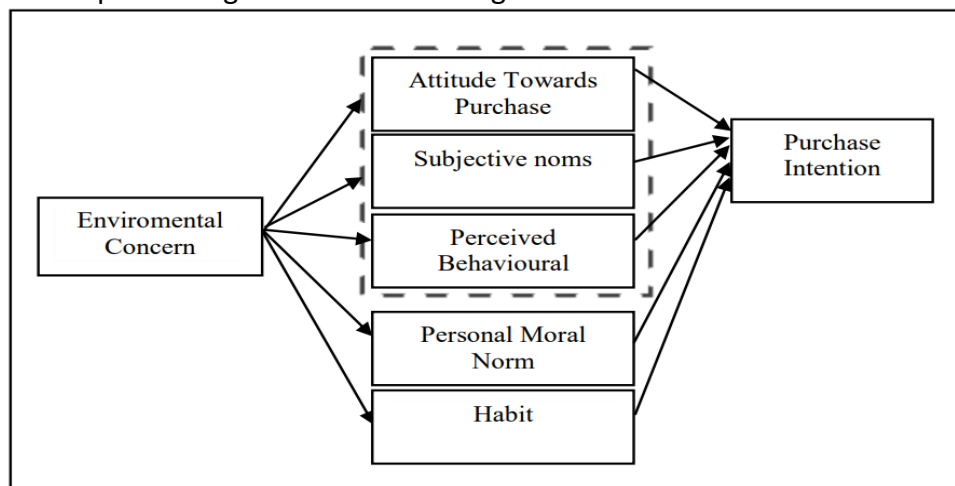 Attitude Towards
Purchase
Subjective noms
Purchase
Intention
Enviromental
Concern
Perceived
Behavioural
Personal Moral
Norm
Habit